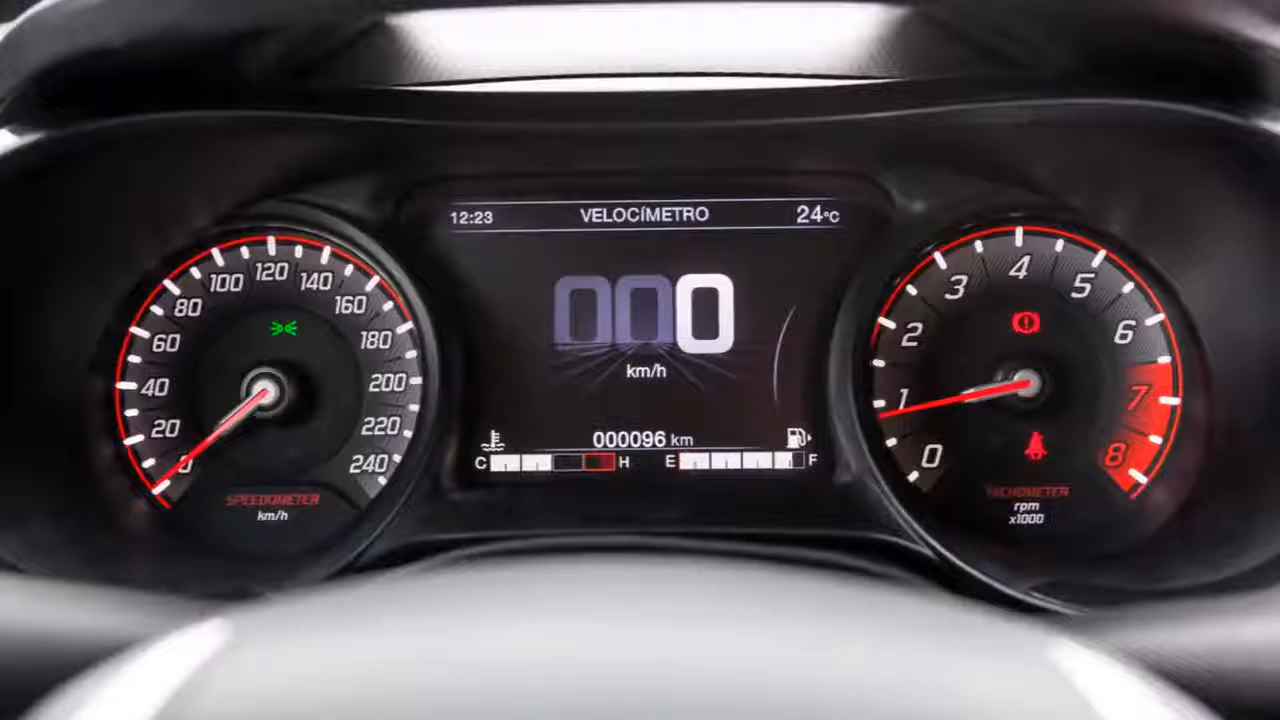 12:23 VELOCÍMETRO 24°C
000
km/h
000096 km
C H E F
0 20 40 60 80 100 120 140 160 180 200 220 240
SPEEDOMETER
km/h
0 1 2 3 4 5 6 7 8
TACHOMETER
rpm
x1000